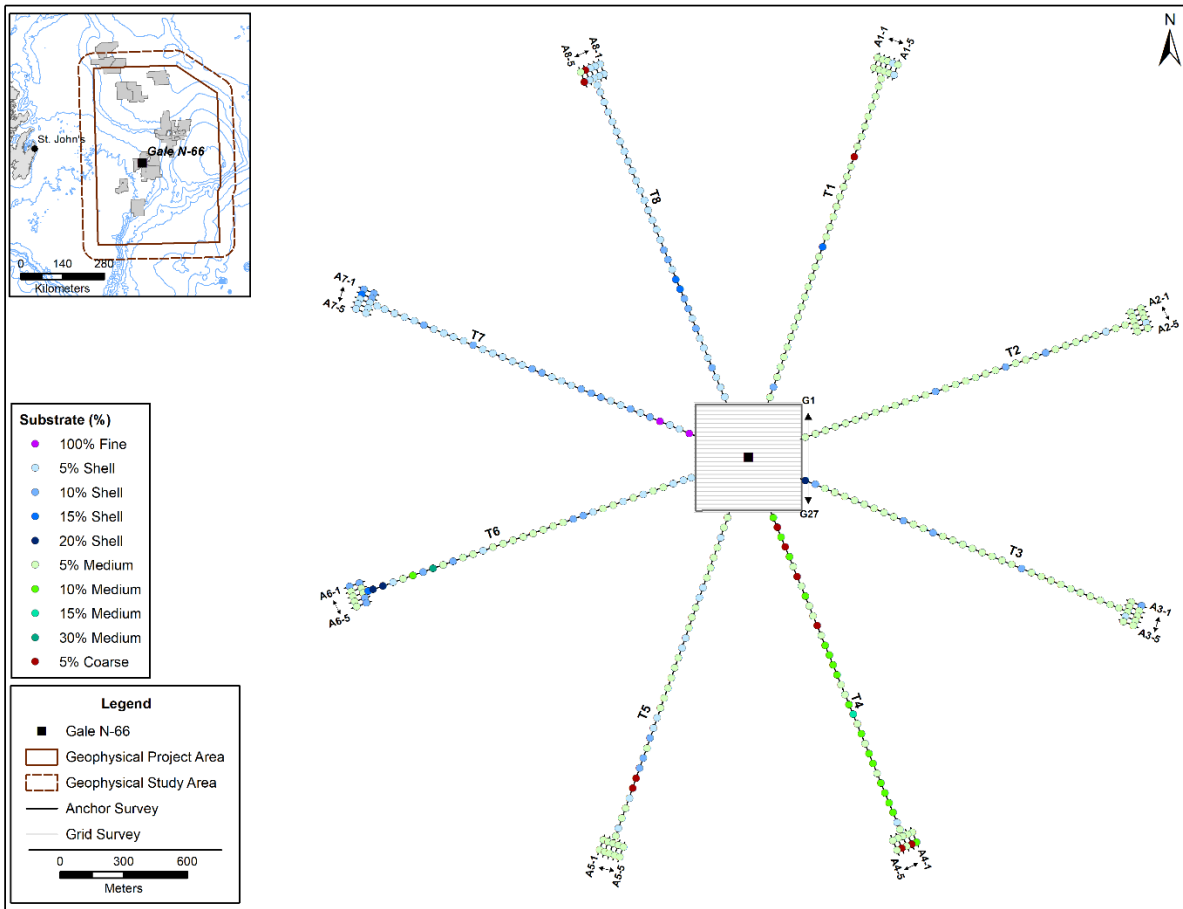 St. John's
Gale N-66
0 140 280
Kilometers
N
A8-1
A8-5
A1-1
A1-5
T8
T1
A7-1
A7-5
T7
A2-1
A2-5
T2
G1
G27
T6
A6-1
A6-5
T3
A3-1
A3-5
T5
T4
A5-1
A5-5
A4-1
A4-5
Substrate (%)
100% Fine
5% Shell
10% Shell
15% Shell
20% Shell
5% Medium
10% Medium
15% Medium
30% Medium
5% Coarse
Legend
Gale N-66
Geophysical Project Area
Geophysical Study Area
Anchor Survey
Grid Survey
0 300 600
Meters